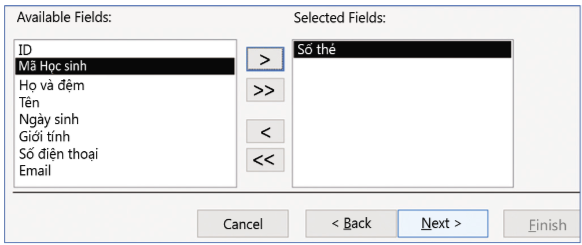 Available Fields:
Selected Fields:
ID
Mã Học sinh
Họ và đệm
Tên
Ngày sinh
Giới tính
Số điện thoại
Email
>
>>
<
<<
Số thẻ
Cancel
< Back
Next >
Finish